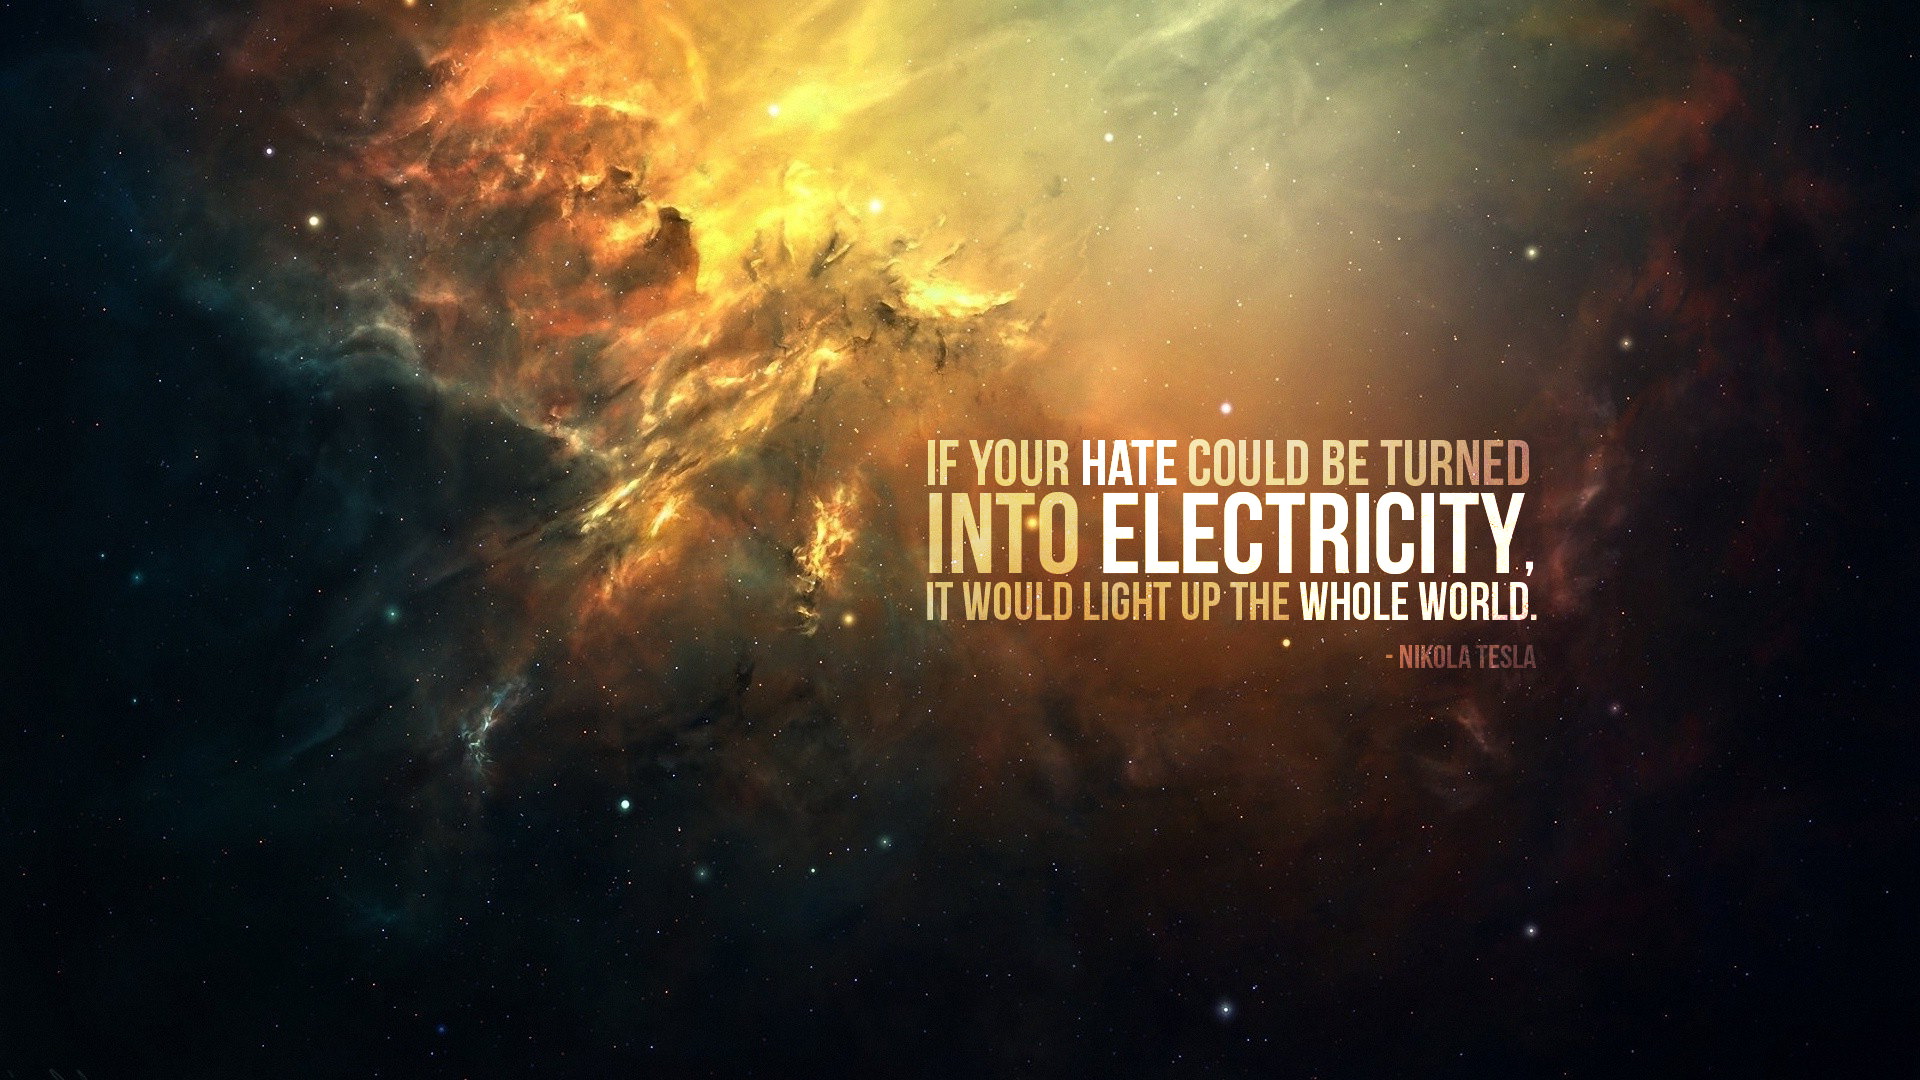 IF YOUR HATE COULD BE TURNED
INTO ELECTRICITY,
IT WOULD LIGHT UP THE WHOLE WORLD.
- NIKOLA TESLA